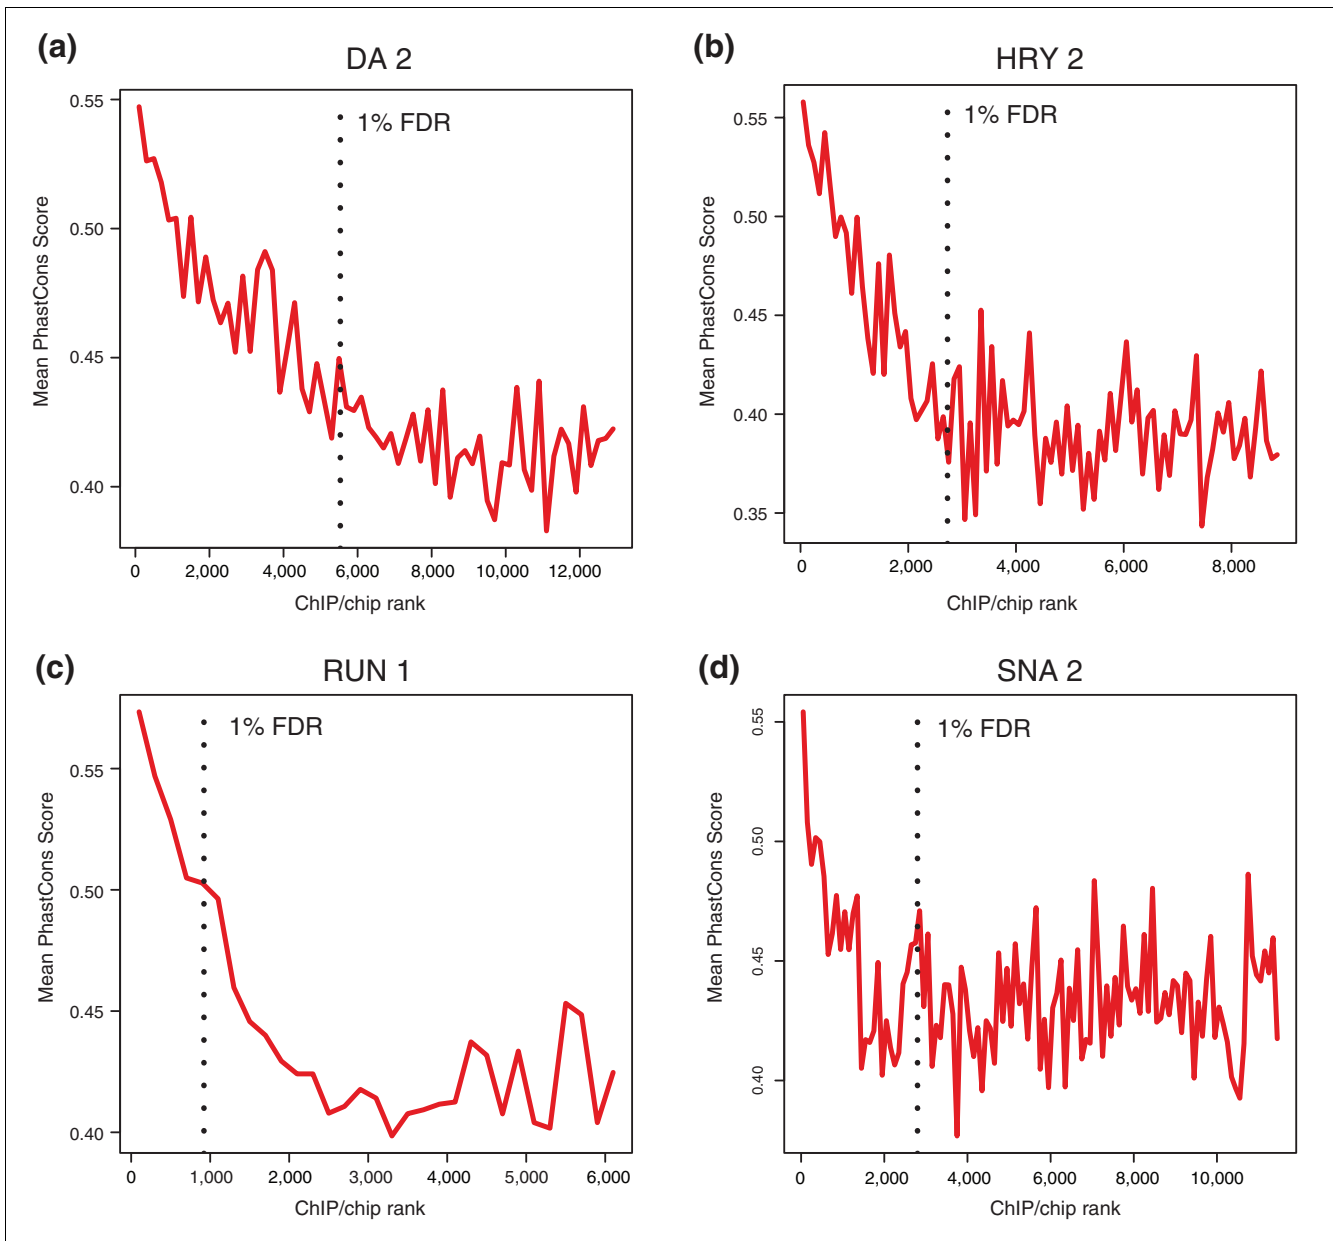 (a)
DA 2
1% FDR
Mean PhastCons Score
0.55
0.50
0.45
0.40
0 2,000 4,000 6,000 8,000 10,000 12,000
ChIP/chip rank
(b)
HRY 2
1% FDR
Mean PhastCons Score
0.55
0.50
0.45
0.40
0.35
0 2,000 4,000 6,000 8,000
ChIP/chip rank
(c)
RUN 1
1% FDR
Mean PhastCons Score
0.55
0.50
0.45
0.40
0 1,000 2,000 3,000 4,000 5,000 6,000
ChIP/chip rank
(d)
SNA 2
1% FDR
Mean PhastCons Score
0.55
0.50
0.45
0.40
0 2,000 4,000 6,000 8,000 10,000
ChIP/chip rank